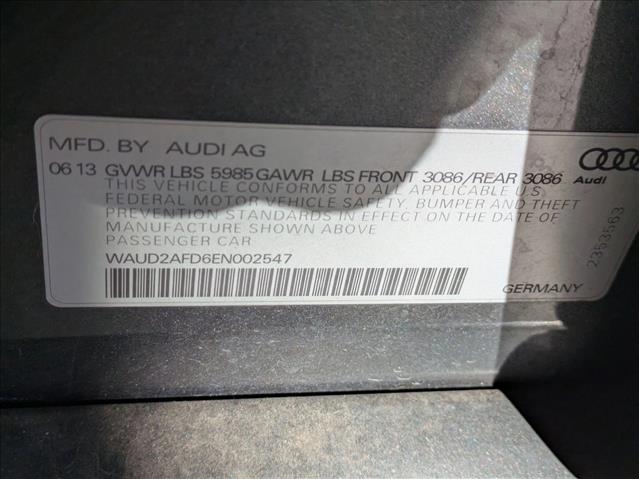 MFD. BY AUDI AG
06 13 GVWR LBS 5985 GAWR LBS FRONT 3086/REAR 3086
THIS VEHICLE CONFORMS TO ALL APPLICABLE U.S.
FEDERAL MOTOR VEHICLE SAFETY, BUMPER AND THEFT
PREVENTION STANDARDS IN EFFECT ON THE DATE OF
MANUFACTURE SHOWN ABOVE
PASSENGER CAR
WAUD2AFD6EN002547
Audi
2353563
GERMANY